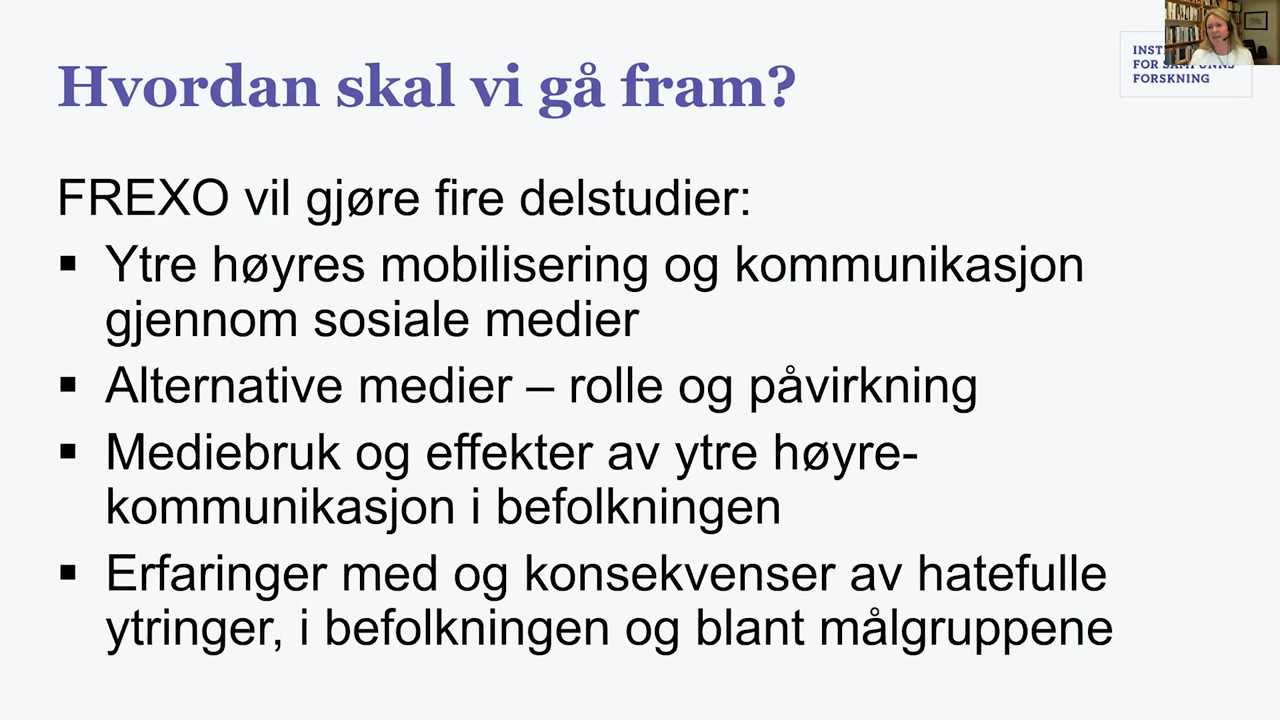 Hvordan skal vi gå fram?
FOR
FORSKNING
FREXO vil gjøre fire delstudier:
▪ Ytre høyres mobilisering og kommunikasjon
gjennom sosiale medier
▪ Alternative medier – rolle og påvirkning
▪ Mediebruk og effekter av ytre høyre-
kommunikasjon i befolkningen
▪ Erfaringer med og konsekvenser av hatefulle
ytringer, i befolkningen og blant målgruppene